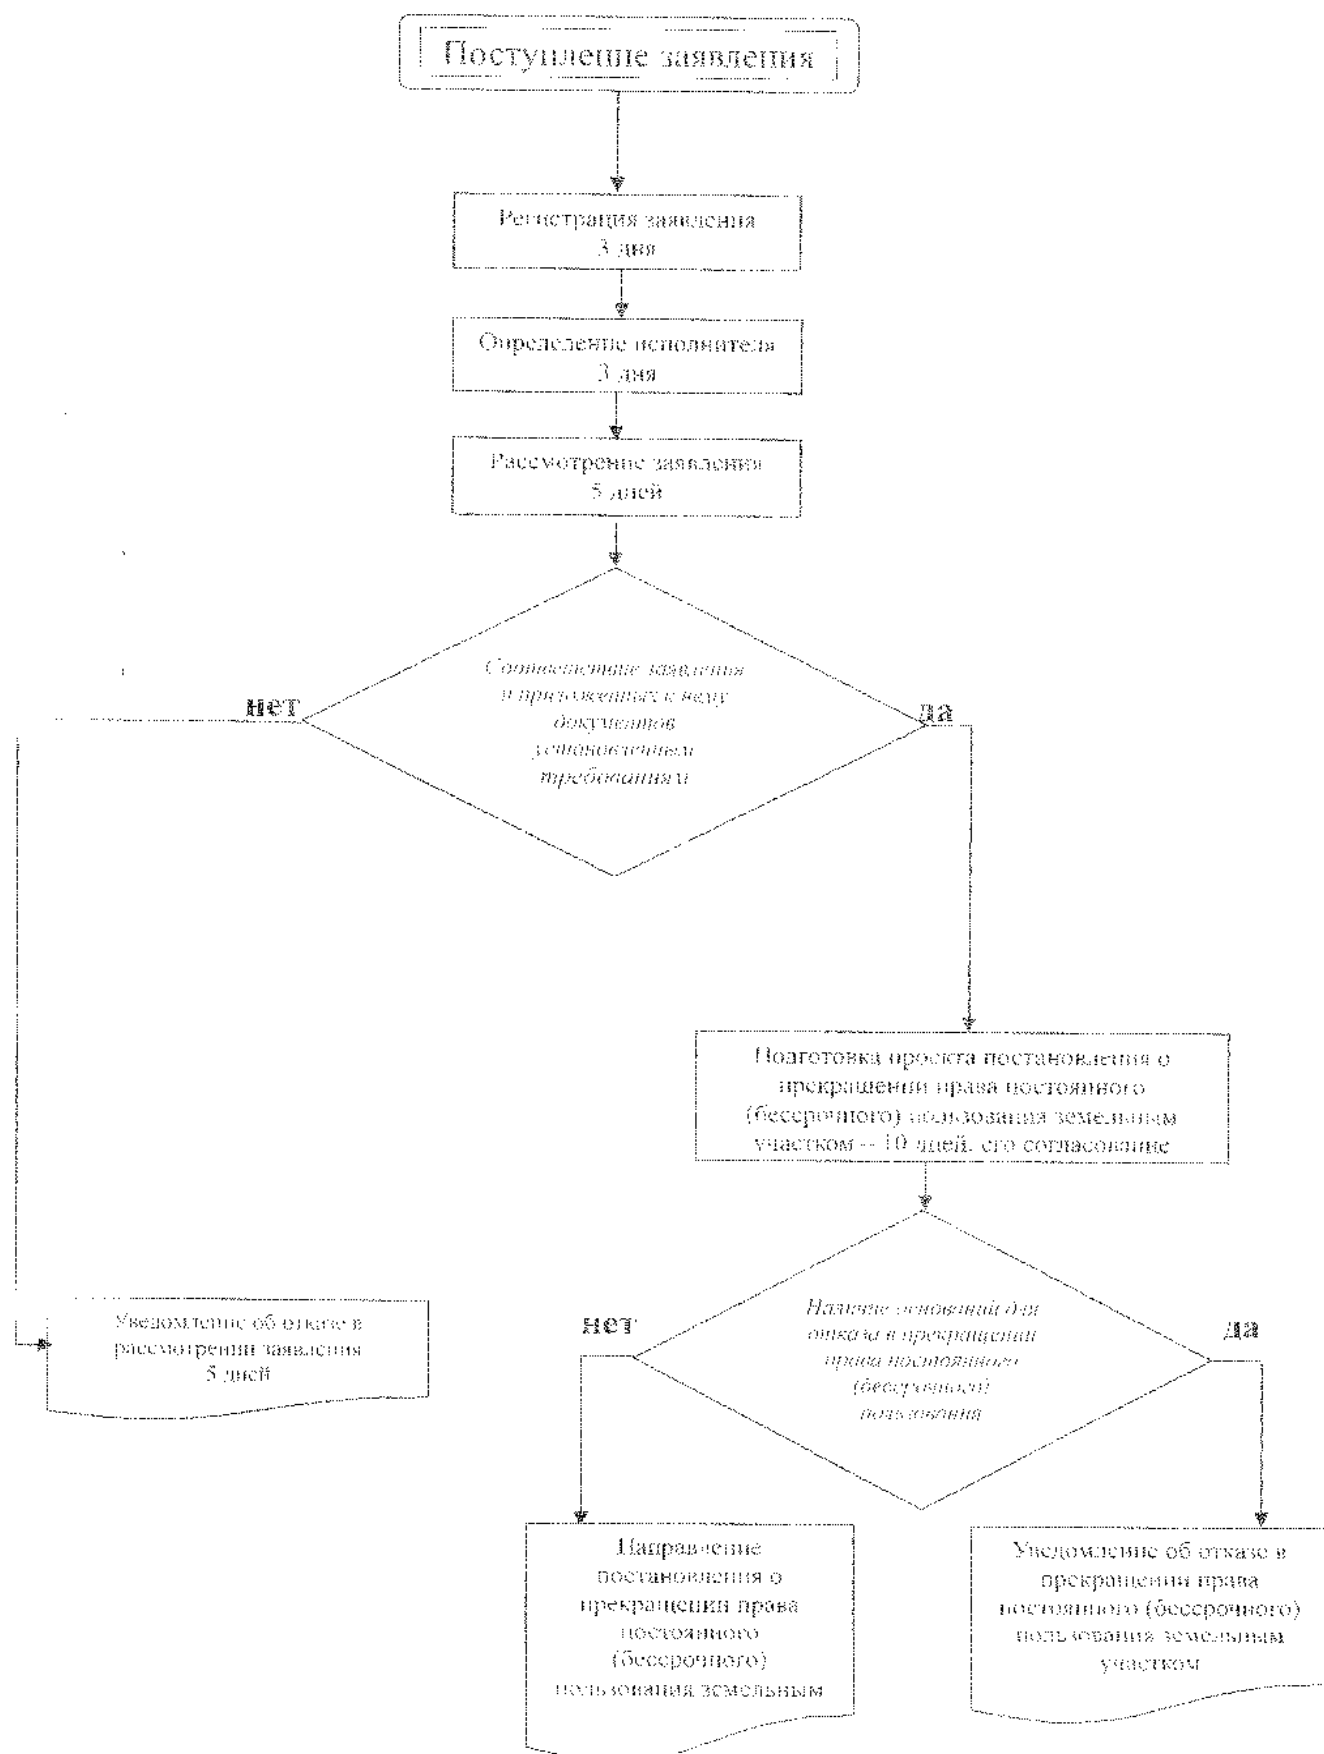 Поступление заявления
Регистрация заявления
3 дня
Определение исполнителя
3 дня
Рассмотрение заявления
5 дней
Соответствие заявления
и приложенных к нему
документов
установленным
требованиям
нет
да
Подготовка проекта постановления о
прекращении права постоянного
(бессрочного) пользования земельным
участком -- 10 дней, его согласование
Уведомление об отказе в
рассмотрении заявления
5 дней
Наличие оснований для
отказа в прекращении
права постоянного
(бессрочного)
пользования
нет
да
Направление
постановления о
прекращении права
постоянного
(бессрочного)
пользования земельным
Уведомление об отказе в
прекращении права
постоянного (бессрочного)
пользования земельным
участком